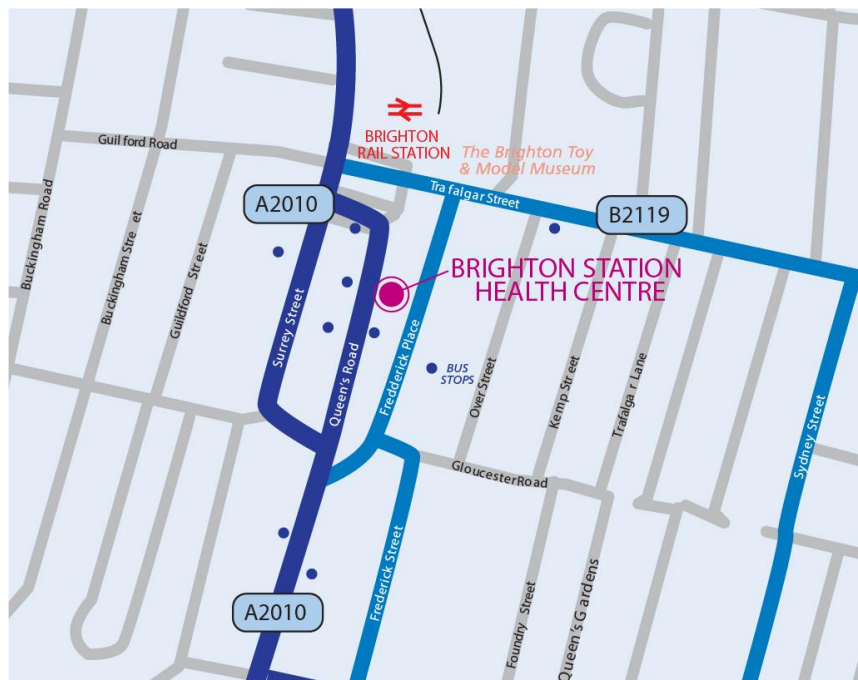 Guil ford Road
BRIGHTON
RAIL STATION
The Brighton Toy
& Model Museum
Tra falgar Street
A2010
B2119
Buckingham Road
Buckingham Stre et
Guildford Str eet
BRIGHTON STATION
HEALTH CENTRE
Surrey Street
Queen's Road
Fredderick Place
BUS
STOPS
Over Street
Kemp Street
Trafalga r Lane
Sydney Street
GloucesterRoad
Frederick Street
Foundry Street
Queen's G ardens
A2010